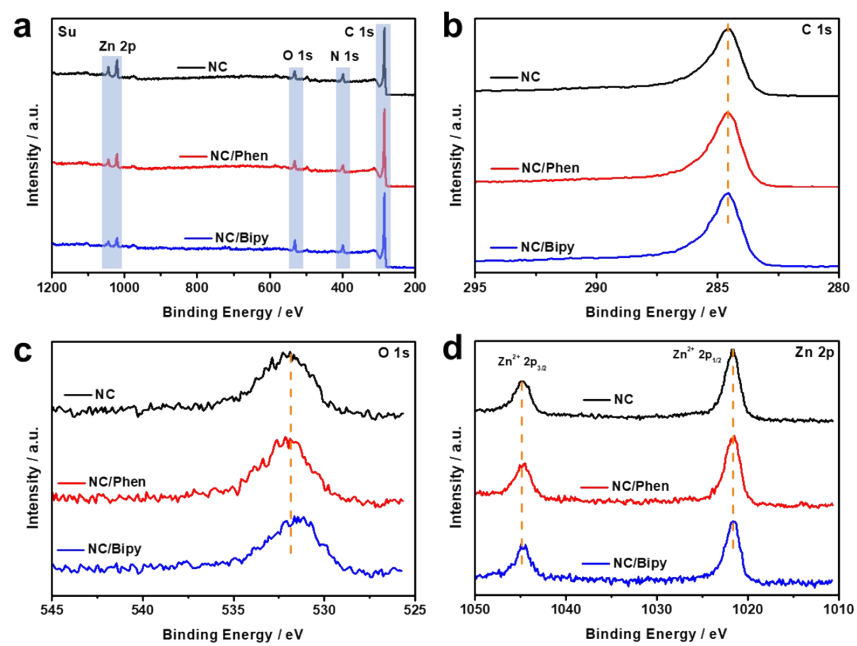 a
Su
C 1s
Zn 2p
O 1s
N 1s
NC
NC/Phen
NC/Bipy
Intensity / a.u.
1200
1000
800
600
400
200
Binding Energy / eV
b
C 1s
NC
NC/Phen
NC/Bipy
Intensity / a.u.
295
290
285
280
Binding Energy / eV
c
O 1s
NC
NC/Phen
NC/Bipy
Intensity / a.u.
545
540
535
530
525
Binding Energy / eV
d
Zn 2p
Zn²⁺ 2p₃/₂
Zn²⁺ 2p₁/₂
NC
NC/Phen
NC/Bipy
Intensity / a.u.
1050
1040
1030
1020
1010
Binding Energy / eV